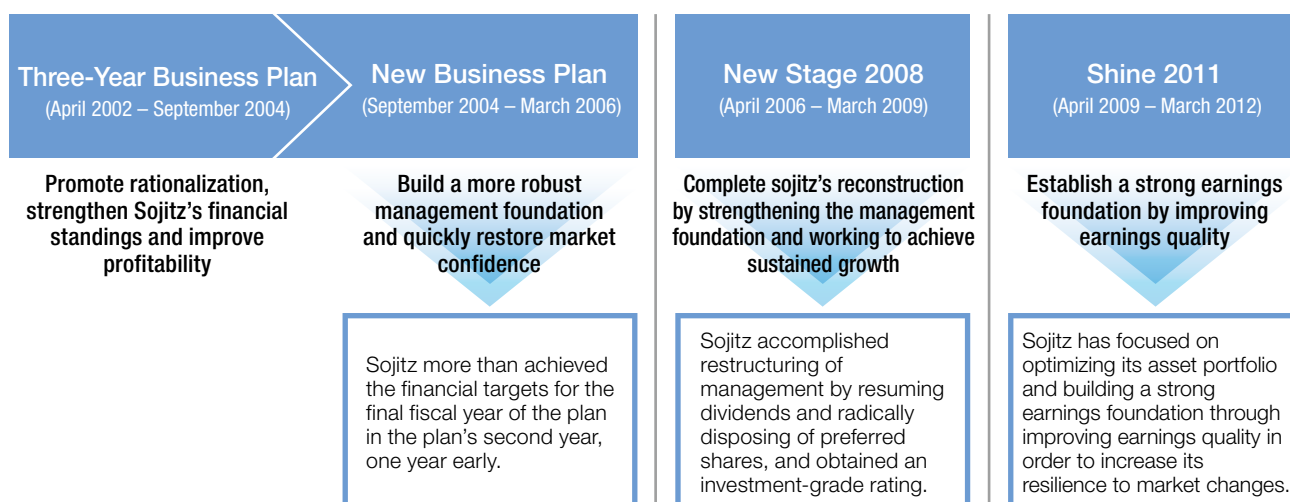 Three-Year Business Plan
(April 2002 – September 2004)
Promote rationalization,
strengthen Sojitz's financial
standings and improve
profitability
New Business Plan
(September 2004 – March 2006)
Build a more robust
management foundation
and quickly restore market
confidence
Sojitz more than achieved
the financial targets for the
final fiscal year of the plan
in the plan's second year,
one year early.
New Stage 2008
(April 2006 – March 2009)
Complete sojitz's reconstruction
by strengthening the management
foundation and working to achieve
sustained growth
Sojitz accomplished
restructuring of
management by resuming
dividends and radically
disposing of preferred
shares, and obtained an
investment-grade rating.
Shine 2011
(April 2009 – March 2012)
Establish a strong earnings
foundation by improving
earnings quality
Sojitz has focused on
optimizing its asset portfolio
and building a strong
earnings foundation through
improving earnings quality in
order to increase its
resilience to market changes.